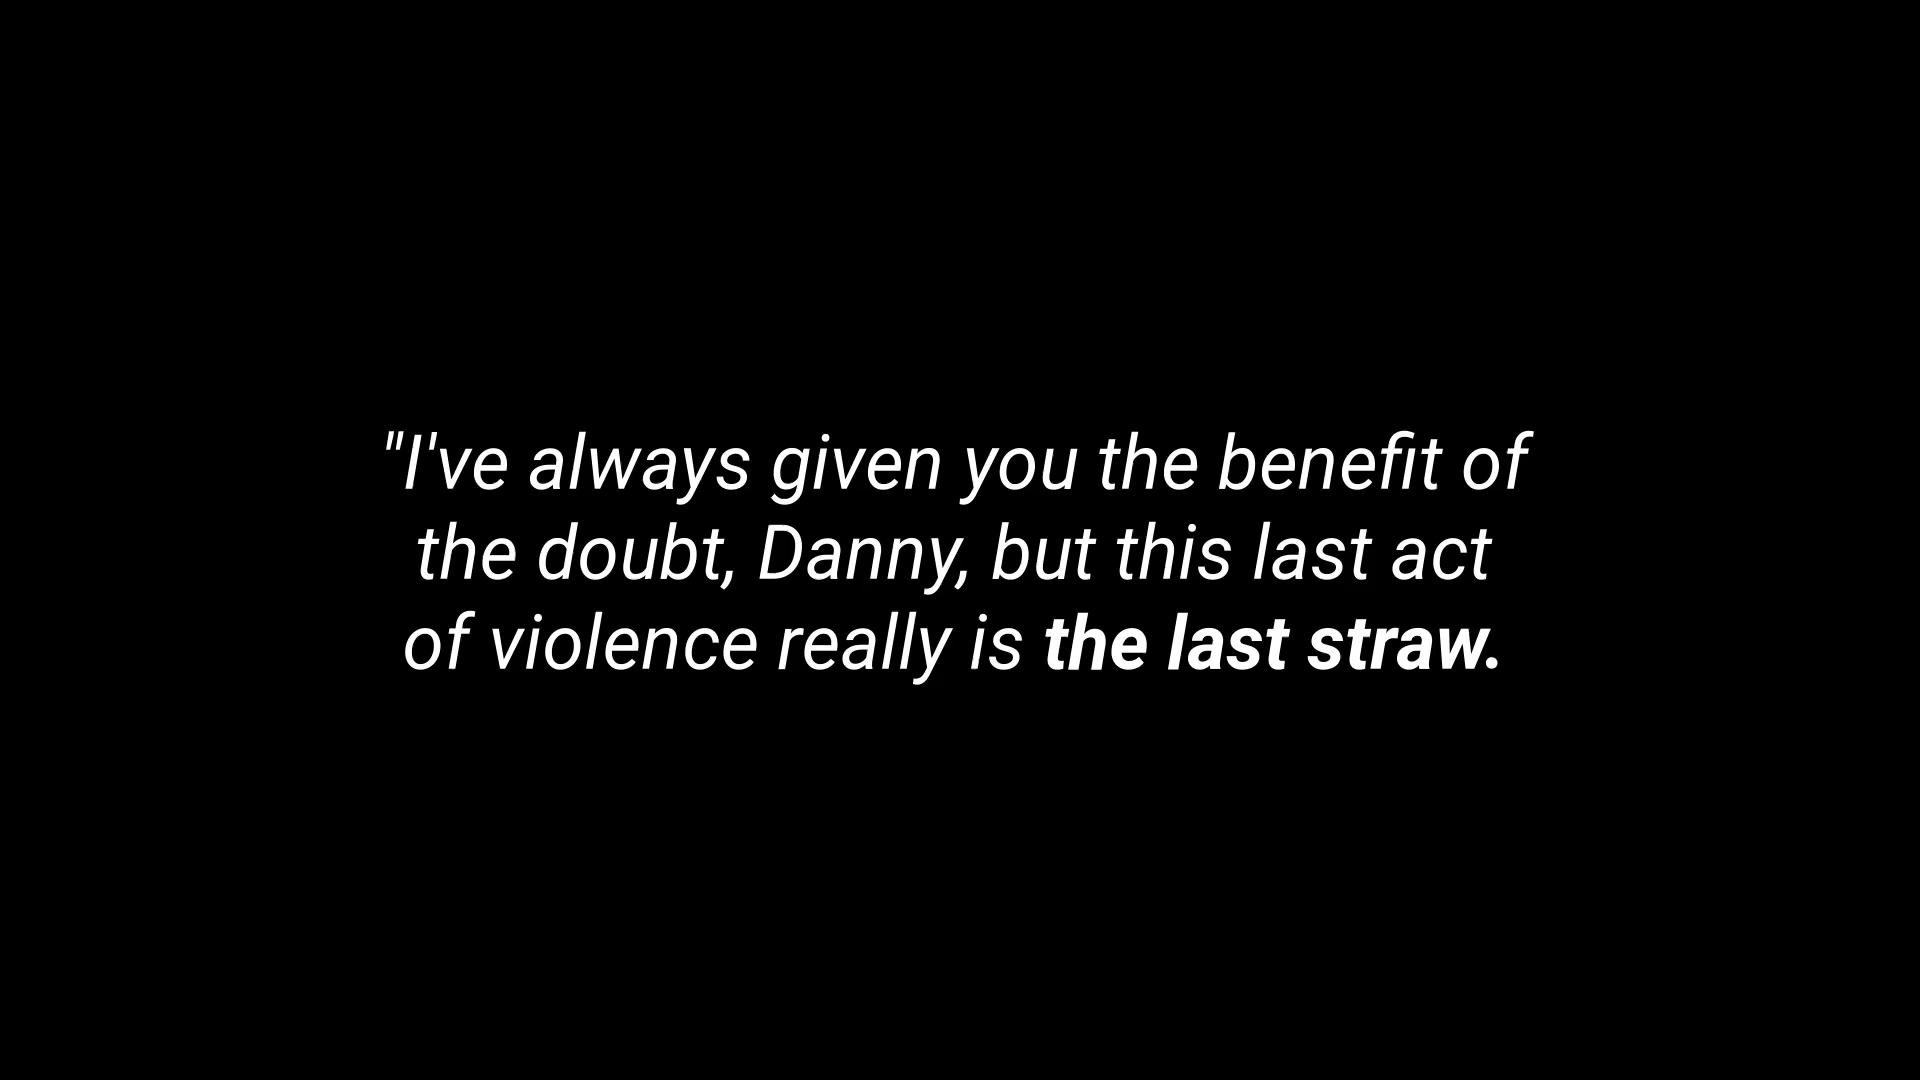 "I've always given you the benefit of
the doubt, Danny, but this last act
of violence really is the last straw.